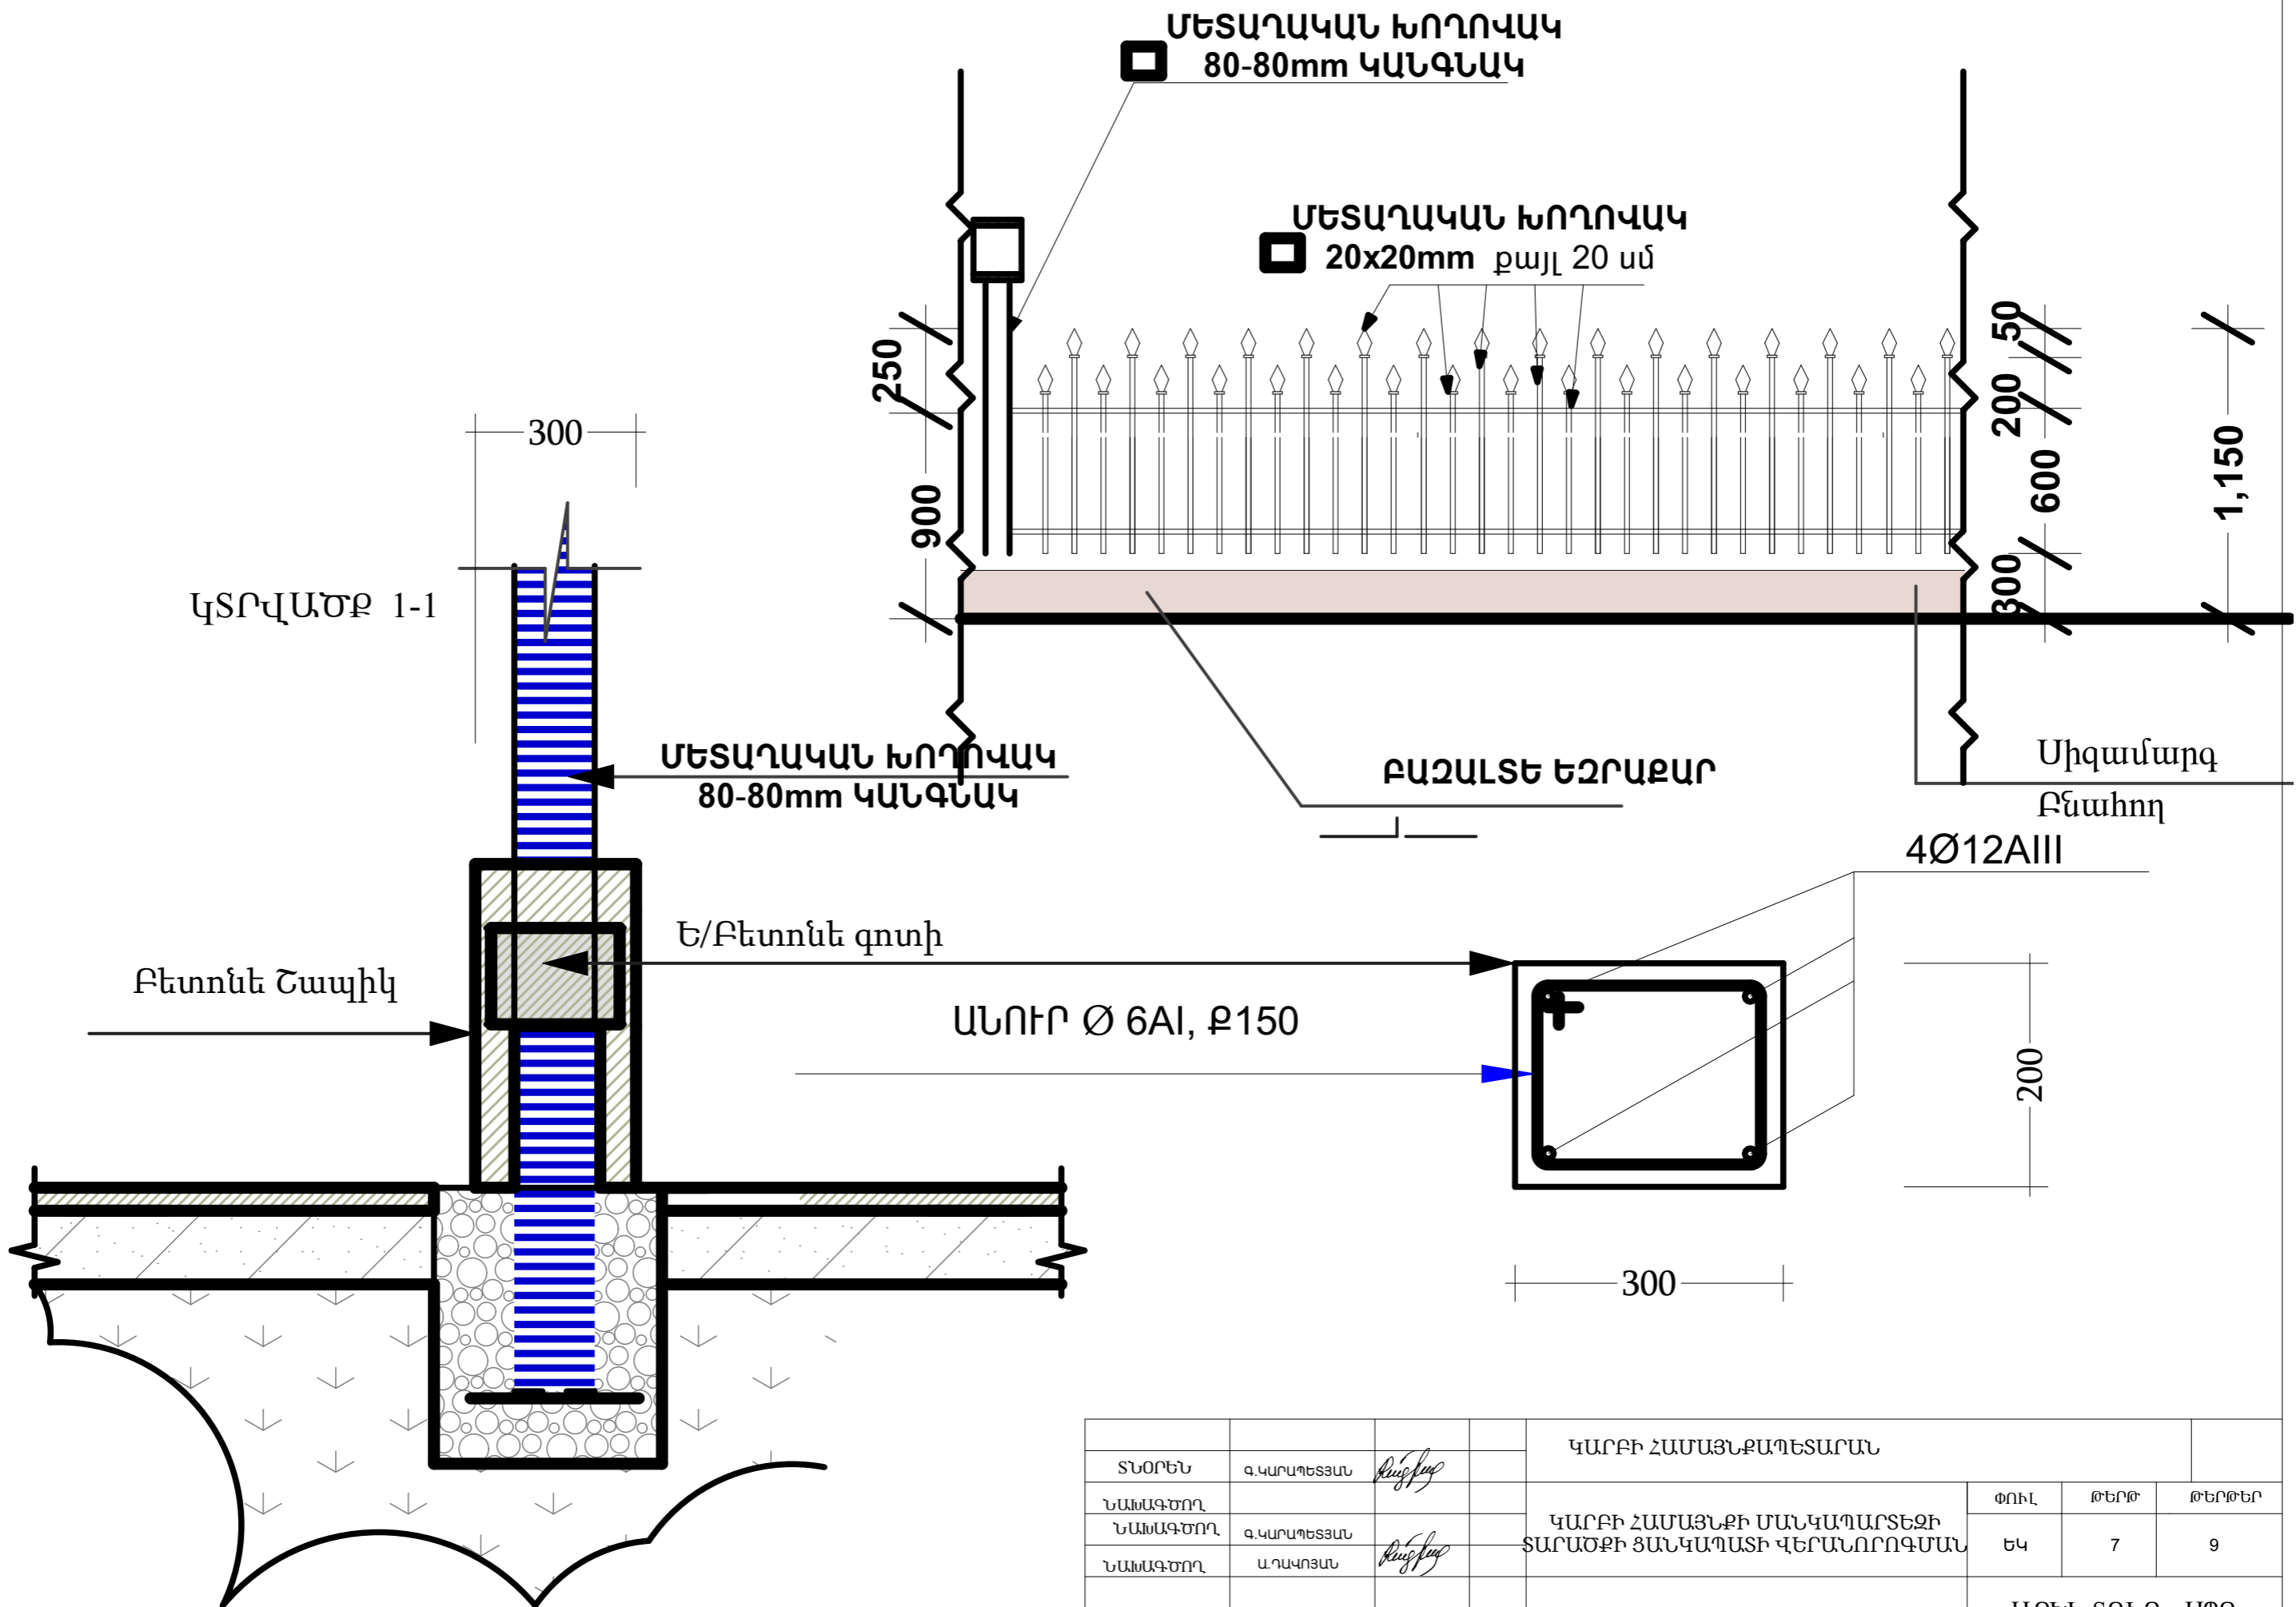 ՄԵՏԱՂԱԿԱՆ ԽՈՂՈՎԱԿ
80-80mm ԿԱՆԳՆԱԿ
ՄԵՏԱՂԱԿԱՆ ԽՈՂՈՎԱԿ
20x20mm քայլ 20 սմ
250
900
50
200
600
300
1,150
300
ԿՏՐՎԱԾՔ 1-1
ՄԵՏԱՂԱԿԱՆ ԽՈՂՈՎԱԿ
80-80mm ԿԱՆԳՆԱԿ
ԲԱԶԱԼՏԵ ԵԶՐԱՔԱՐ
Սիզամարգ
Բնահող
4Ø12AIII
Ե/Բետոնե գոտի
Բետոնե Շապիկ
ԱՆՈՒՐ Ø 6AI, Ք150
200
300
ԿԱՐԲԻ ՀԱՄԱՅՆՔԱՊԵՏԱՐԱՆ
ՏՆՕՐԵՆ Գ.ԿԱՐԱՊԵՏՅԱՆ
ՆԱԽԱԳԾՈՂ
ՆԱԽԱԳԾՈՂ Գ.ԿԱՐԱՊԵՏՅԱՆ
ՆԱԽԱԳԾՈՂ Ա.ԴԱՎՈՅԱՆ
ԿԱՐԲԻ ՀԱՄԱՅՆՔԻ ՄԱՆԿԱՊԱՐՏԵԶԻ
ՏԱՐԱԾՔԻ ՑԱՆԿԱՊԱՏԻ ՎԵՐԱՆՈՐՈԳՄԱՆ
ՓՈՒԼ ԹԵՐԹ ԹԵՐԹԵՐ
ԵԿ 7 9